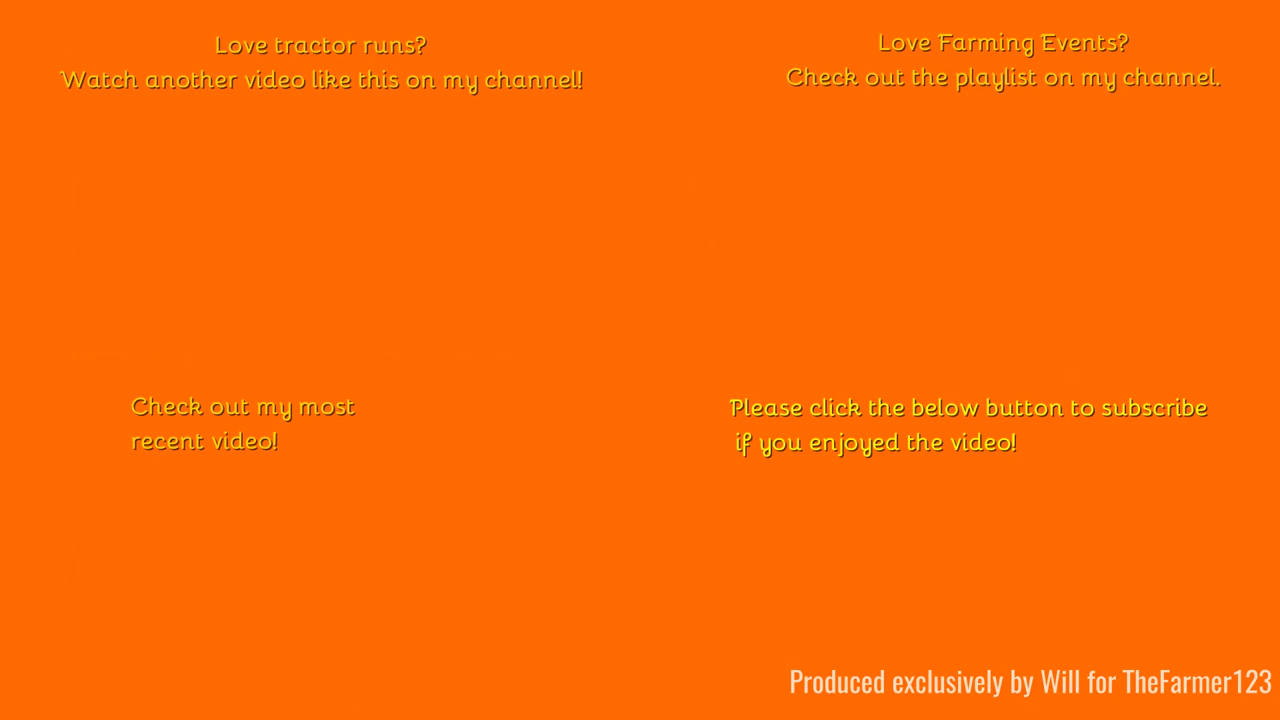 Love tractor runs?
Watch another video like this on my channel!
Love Farming Events?
Check out the playlist on my channel.
Check out my most
recent video!
Please click the below button to subscribe
if you enjoyed the video!
Produced exclusively by Will for TheFarmer123